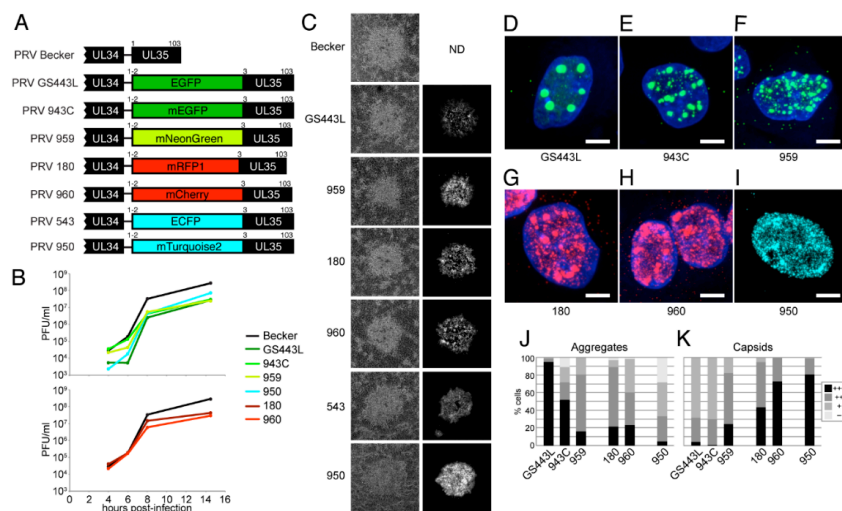 A
PRV Becker UL34 1 103 UL35
PRV GS443L UL34 1-2 EGFP 3 UL35 103
PRV 943C UL34 1-2 mEGFP 3 UL35 103
PRV 959 UL34 1-2 mNeonGreen 3 UL35 103
PRV 180 UL34 1-2 mRFP1 3 UL35 103
PRV 960 UL34 1-2 mCherry 3 UL35 103
PRV 543 UL34 1-2 ECFP 3 UL35 103
PRV 950 UL34 1-2 mTurquoise2 3 UL35 103
B
PFU/ml
10⁹
10⁸
10⁷
10⁶
10⁵
10⁴
10³
PFU/ml
10⁹
10⁸
10⁷
10⁶
10⁵
10⁴
10³
0 2 4 6 8 10 12 14 16
hours post-infection
Becker
GS443L
943C
959
950
180
960
C
Becker ND
GS443L
959
180
960
543
950
D E F
GS443L 943C 959
G H I
180 960 950
J Aggregates K Capsids
% cells
100
80
60
40
20
0
GS443L 943C 959 180 960 950
GS443L 943C 959 180 960 950
++
+
−